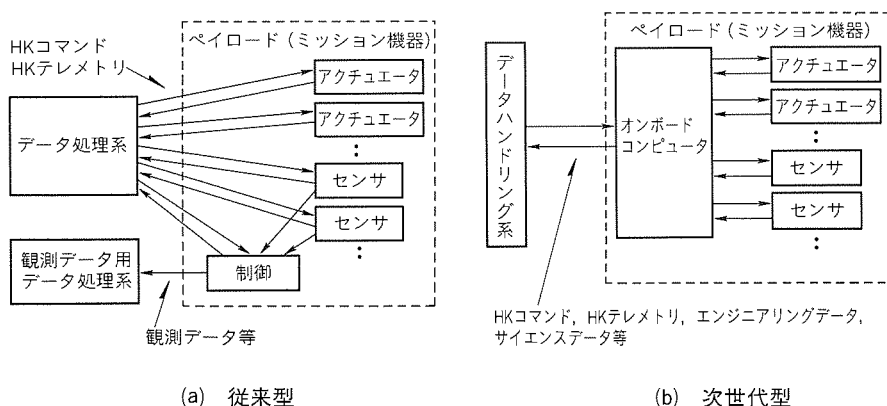 HKコマンド
HKテレメトリ
ペイロード(ミッション機器)
データ処理系
アクチュエータ
アクチュエータ
センサ
センサ
制御
観測データ用
データ処理系
観測データ等
(a) 従来型
ペイロード(ミッション機器)
データハンドリング系
オンボード
コンピュータ
アクチュエータ
アクチュエータ
センサ
センサ
HKコマンド, HKテレメトリ, エンジニアリングデータ,
サイエンスデータ等
(b) 次世代型